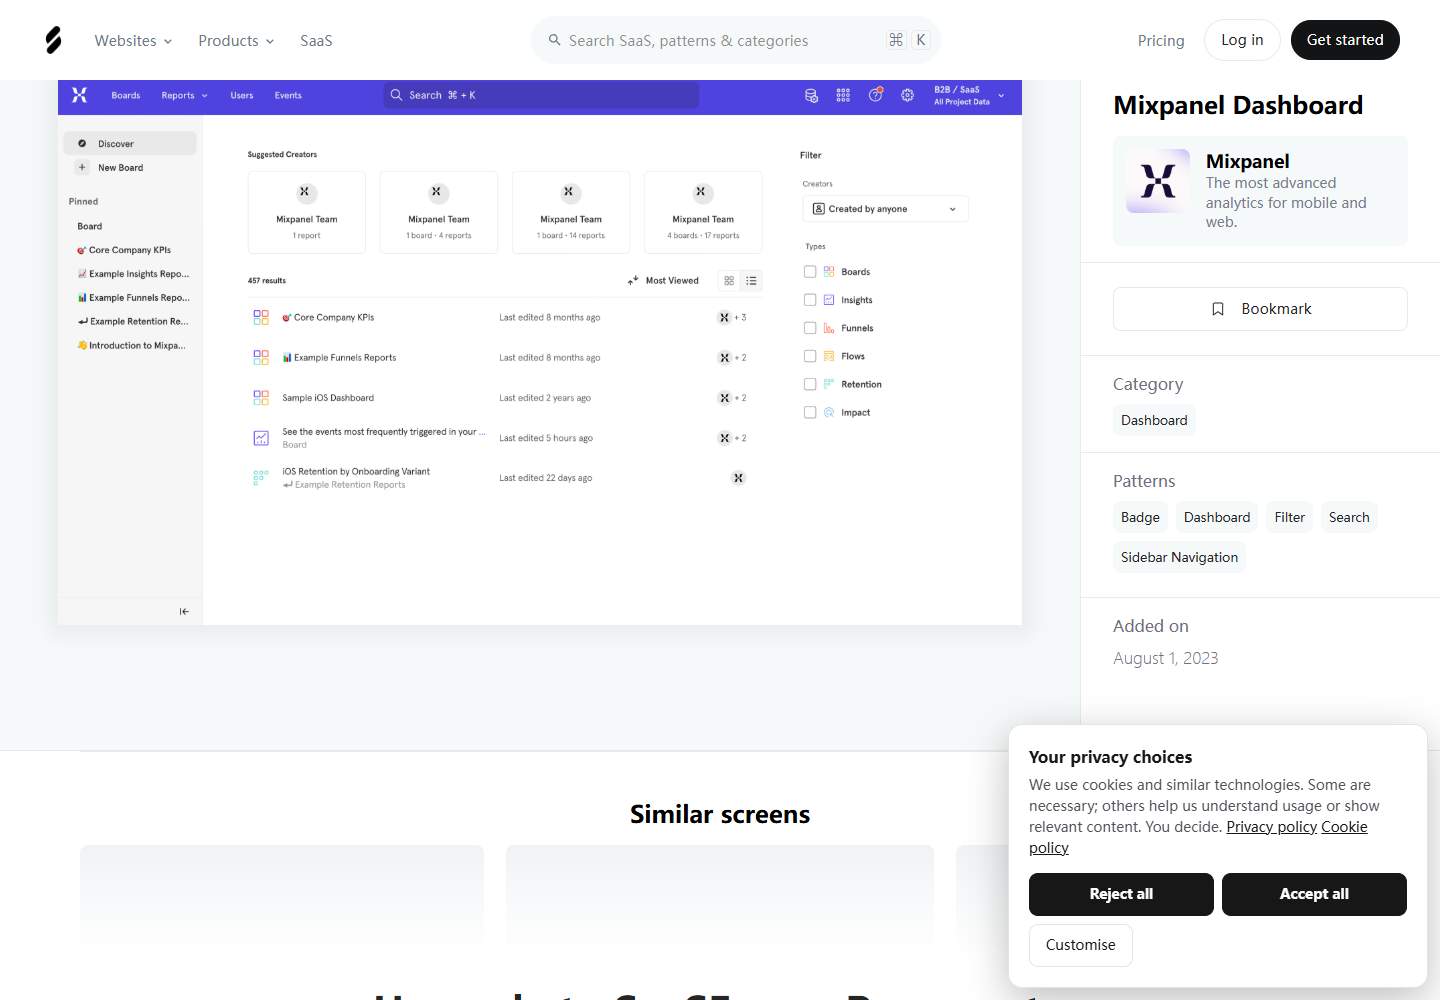 Websites
Products
SaaS
Search SaaS, patterns & categories
⌘ K
Pricing
Log in
Get started
Boards
Reports
Users
Events
Search ⌘ + K
B2B / SaaS
All Project Data
Discover
New Board
Pinned
Board
🎯 Core Company KPIs
📈 Example Insights Repo...
📊 Example Funnels Repo...
Example Retention Re...
👋 Introduction to Mixpa...
Suggested Creators
Mixpanel Team
1 report
Mixpanel Team
1 board • 4 reports
Mixpanel Team
1 board • 14 reports
Mixpanel Team
4 boards • 17 reports
457 results
Most Viewed
🎯 Core Company KPIs
Last edited 8 months ago
+ 3
📊 Example Funnels Reports
Last edited 8 months ago
+ 2
Sample iOS Dashboard
Last edited 2 years ago
+ 2
See the events most frequently triggered in your ...
Board
Last edited 5 hours ago
+ 2
iOS Retention by Onboarding Variant
Example Retention Reports
Last edited 22 days ago
Filter
Creators
Created by anyone
Types
Boards
Insights
Funnels
Flows
Retention
Impact
Mixpanel Dashboard
Mixpanel
The most advanced
analytics for mobile and
web.
Bookmark
Category
Dashboard
Patterns
Badge
Dashboard
Filter
Search
Sidebar Navigation
Added on
August 1, 2023
Similar screens
Your privacy choices
We use cookies and similar technologies. Some are
necessary; others help us understand usage or show
relevant content. You decide. Privacy policy Cookie
policy
Reject all
Accept all
Customise